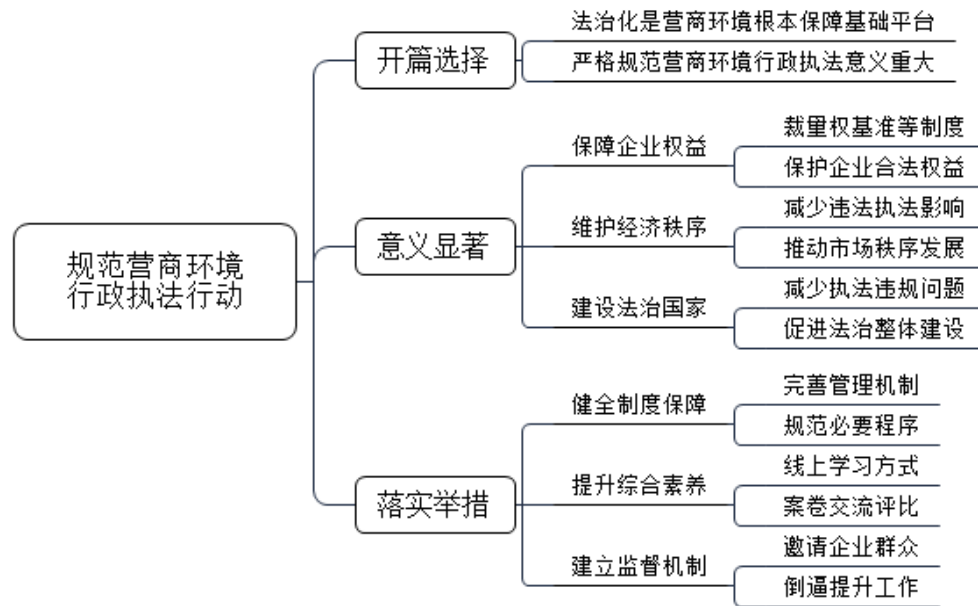 规范营商环境
行政执法行动
开篇选择
法治化是营商环境根本保障基础平台
严格规范营商环境行政执法意义重大
意义显著
保障企业权益
裁量权基准等制度
保护企业合法权益
维护经济秩序
减少违法执法影响
推动市场秩序发展
建设法治国家
减少执法违规问题
促进法治整体建设
落实举措
健全制度保障
完善管理机制
规范必要程序
提升综合素养
线上学习方式
案卷交流评比
建立监督机制
邀请企业群众
倒逼提升工作